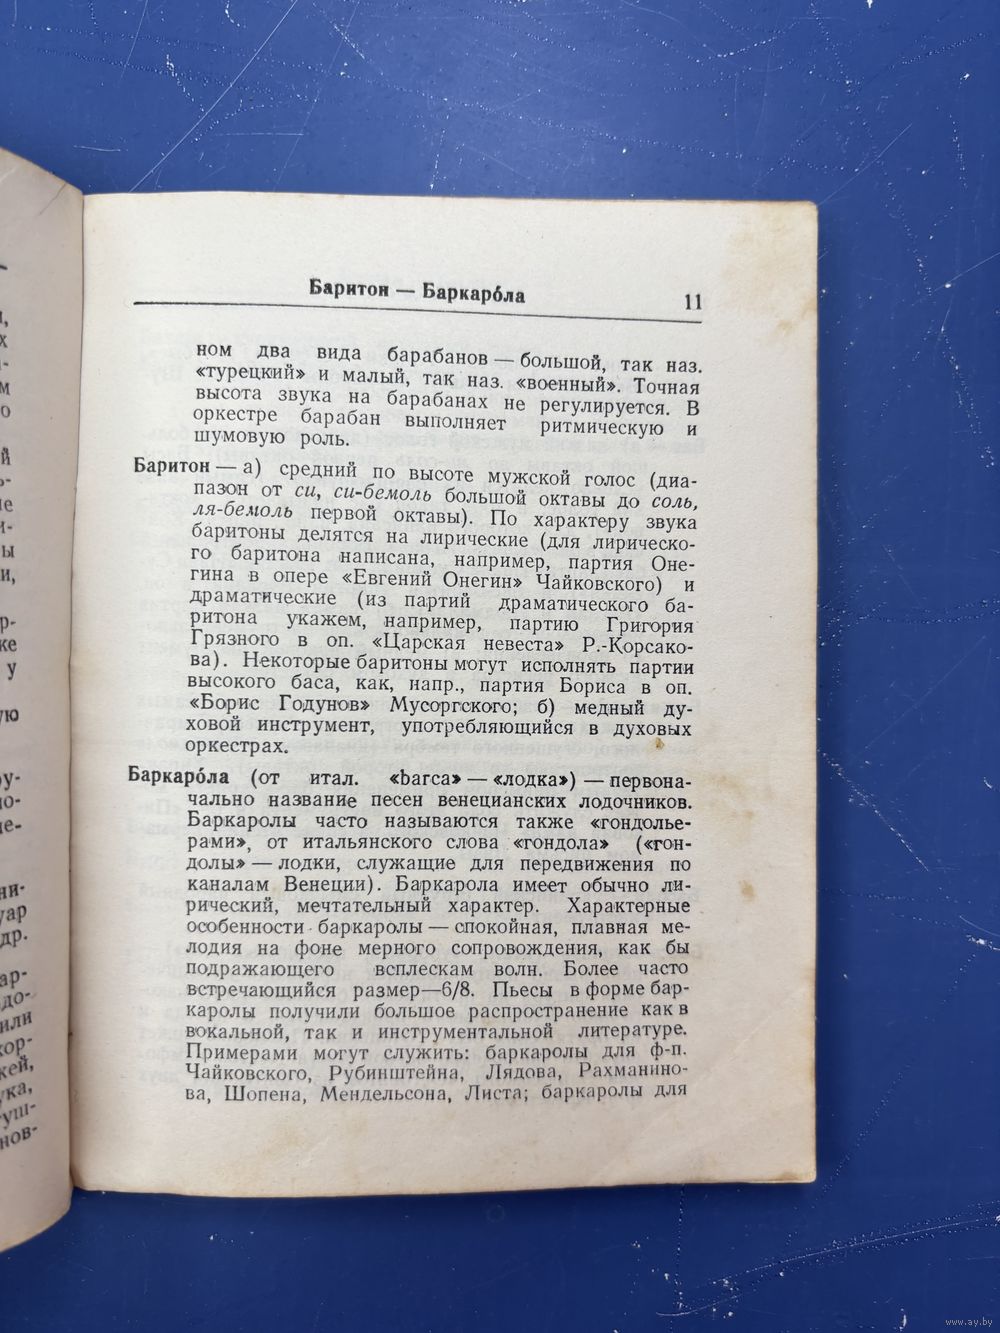 Баритон — Баркаро́ла 11
ном два вида барабанов — большой, так наз.
«турецкий» и малый, так наз. «военный». Точная
высота звука на барабанах не регулируется. В
оркестре барабан выполняет ритмическую и
шумовую роль.
Баритон — а) средний по высоте мужской голос (диа-
пазон от си, си-бемоль большой октавы до соль,
ля-бемоль первой октавы). По характеру звука
баритоны делятся на лирические (для лирическо-
го баритона написана, например, партия Оне-
гина в опере «Евгений Онегин» Чайковского) и
драматические (из партий драматического ба-
ритона укажем, например, партию Григория
Грязного в оп. «Царская невеста» Р.-Корсако-
ва). Некоторые баритоны могут исполнять партии
высокого баса, как, напр., партия Бориса в оп.
«Борис Годунов» Мусоргского; б) медный ду-
ховой инструмент, употребляющийся в духовых
оркестрах.
Баркаро́ла (от итал. «barca» — «лодка») — первона-
чально название песен венецианских лодочников.
Баркаролы часто называются также «гондолье-
рами», от итальянского слова «гондола» («гон-
долы» — лодки, служащие для передвижения по
каналам Венеции). Баркарола имеет обычно ли-
рический, мечтательный характер. Характерные
особенности баркаролы — спокойная, плавная ме-
лодия на фоне мерного сопровождения, как бы
подражающего всплескам волн. Более часто
встречающийся размер—6/8. Пьесы в форме бар-
каролы получили большое распространение как в
вокальной, так и инструментальной литературе.
Примерами могут служить: баркаролы для ф-п.
Чайковского, Рубинштейна, Лядова, Рахманино-
ва, Шопена, Мендельсона, Листа; баркаролы для
www.ay.by